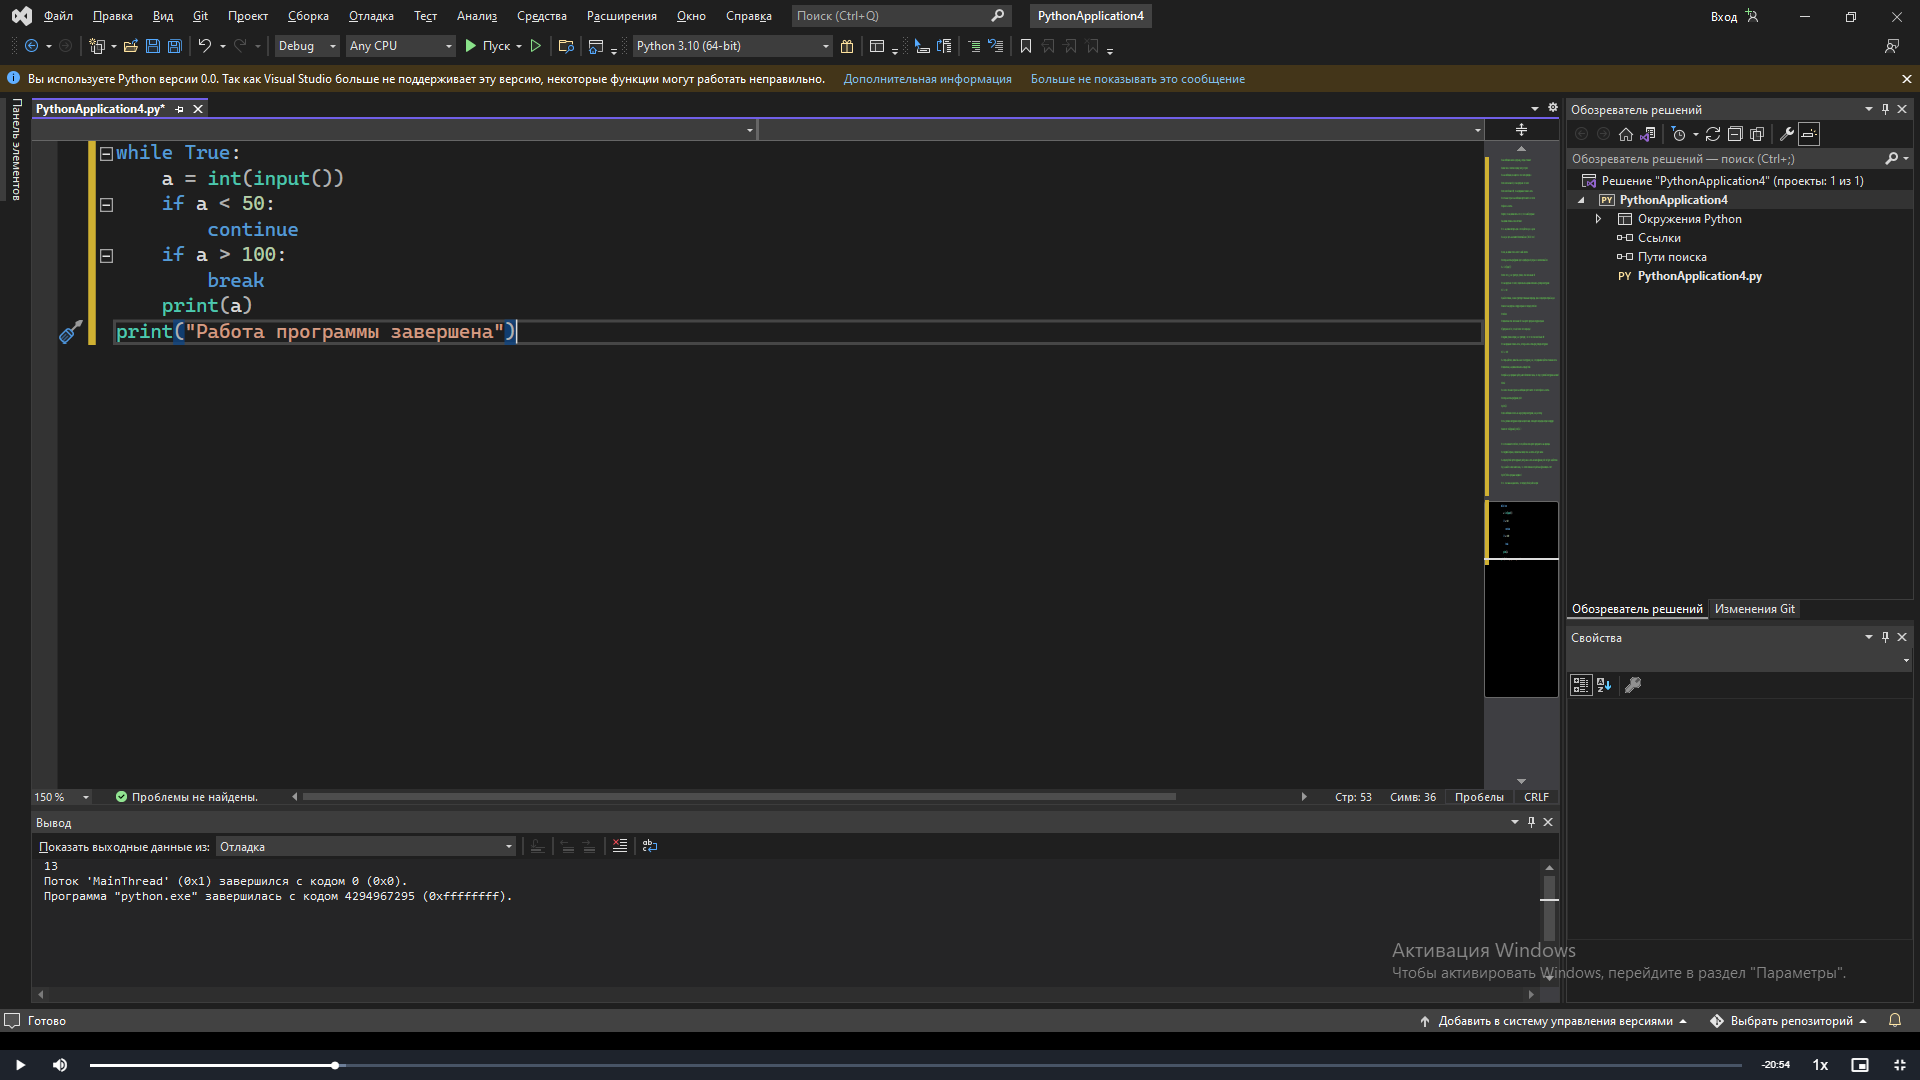 Файл Правка Вид Git Проект Сборка Отладка Тест Анализ Средства Расширения Окно Справка Поиск (Ctrl+Q) PythonApplication4 Вход
Debug Any CPU Пуск Python 3.10 (64-bit)
Вы используете Python версии 0.0. Так как Visual Studio больше не поддерживает эту версию, некоторые функции могут работать неправильно. Дополнительная информация Больше не показывать это сообщение
Панель элементов
PythonApplication4.py*
while True:
a = int(input())
if a < 50:
continue
if a > 100:
break
print(a)
print("Работа программы завершена")
150 % Проблемы не найдены. Стр: 53 Симв: 36 Пробелы CRLF
Вывод
Показать выходные данные из: Отладка
13
Поток 'MainThread' (0x1) завершился с кодом 0 (0x0).
Программа "python.exe" завершилась с кодом 4294967295 (0xffffffff).
Обозреватель решений
Обозреватель решений — поиск (Ctrl+;)
Решение "PythonApplication4" (проекты: 1 из 1)
PY PythonApplication4
Окружения Python
Ссылки
Пути поиска
PY PythonApplication4.py
Обозреватель решений Изменения Git
Свойства
Активация Windows
Чтобы активировать Windows, перейдите в раздел "Параметры".
Готово Добавить в систему управления версиями Выбрать репозиторий
-20:54 1x